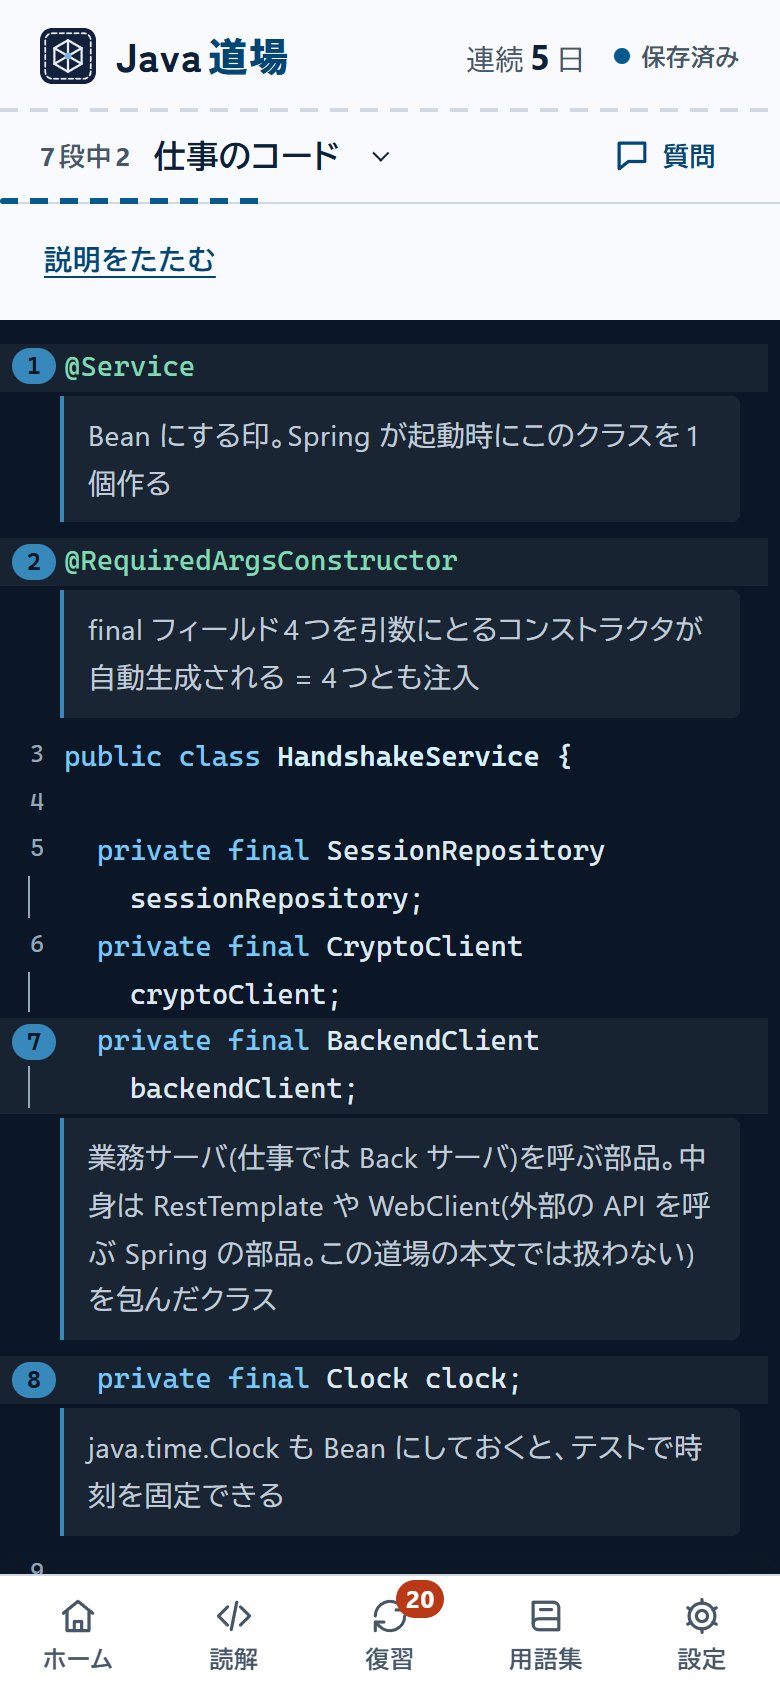 Java 道場
連続 5 日
保存済み
7段中2 仕事のコード
質問
説明をたたむ
1 @Service
Bean にする印。Spring が起動時にこのクラスを1
個作る
2 @RequiredArgsConstructor
final フィールド4つを引数にとるコンストラクタが
自動生成される = 4つとも注入
3 public class HandshakeService {
4
5 private final SessionRepository
sessionRepository;
6 private final CryptoClient
cryptoClient;
7 private final BackendClient
backendClient;
業務サーバ(仕事では Back サーバ)を呼ぶ部品。中
身は RestTemplate や WebClient(外部の API を呼
ぶ Spring の部品。この道場の本文では扱わない)
を包んだクラス
8 private final Clock clock;
java.time.Clock も Bean にしておくと、テストで時
刻を固定できる
9
20
ホーム
読解
復習
用語集
設定